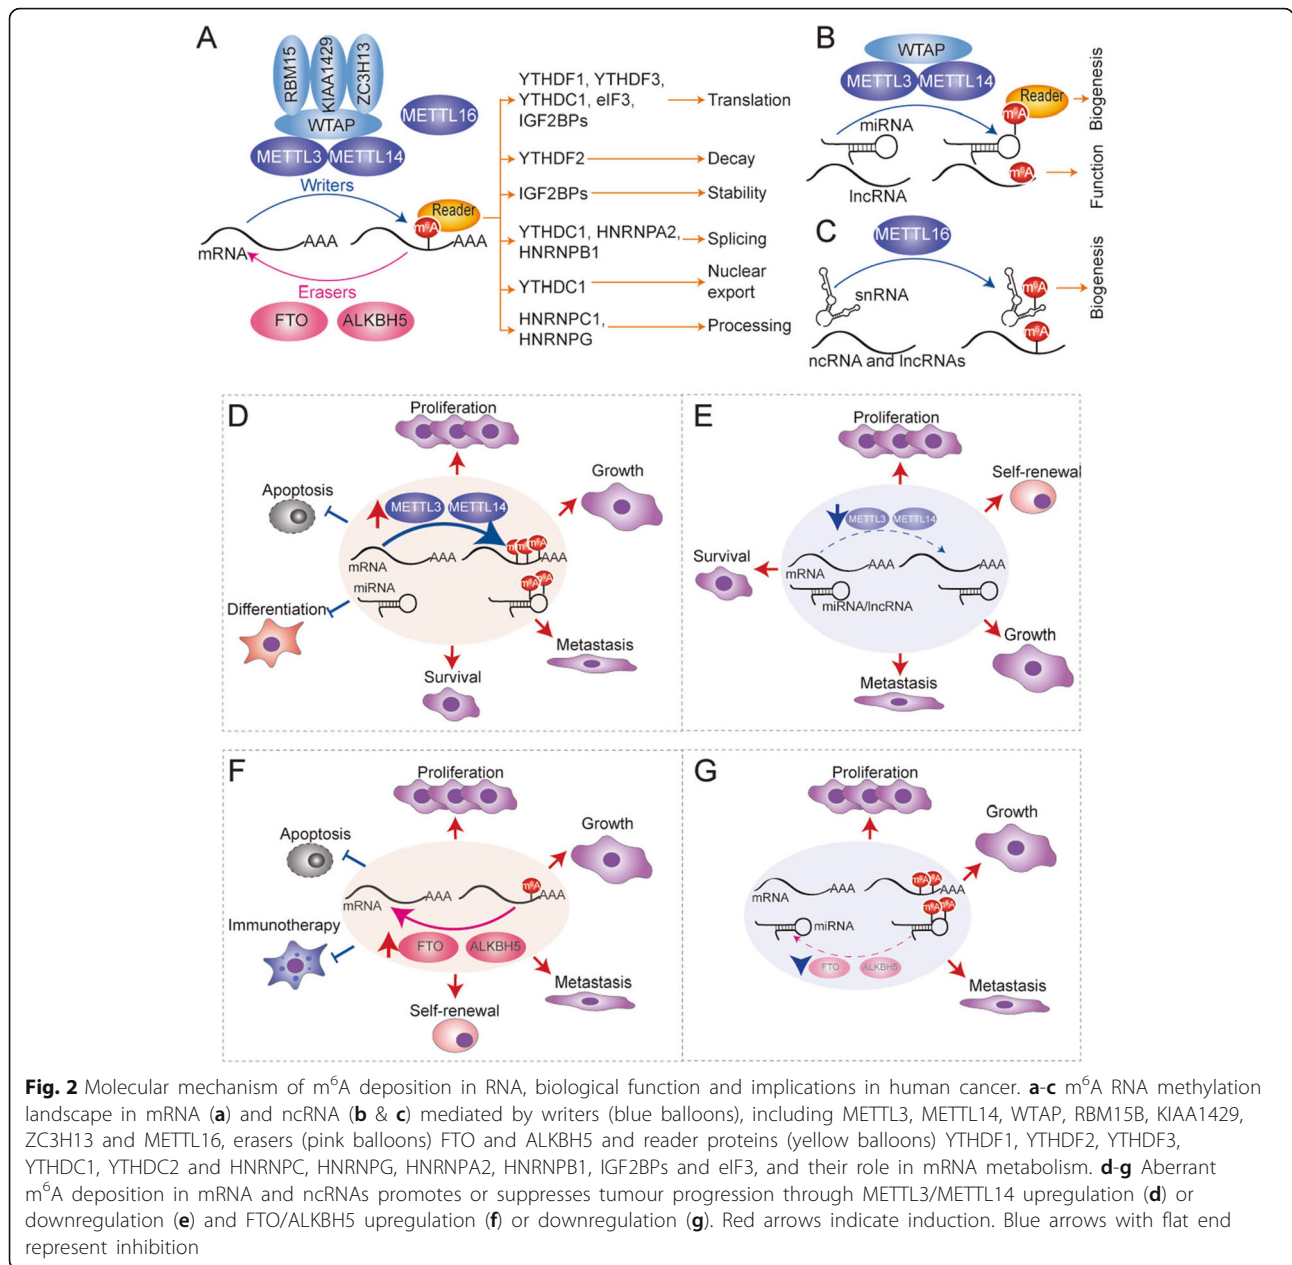 A
RBM15
KIAA1429
ZC3H13
WTAP
METTL16
METTL3
METTL14
Writers
Reader
m⁶A
mRNA
AAA
AAA
Erasers
FTO
ALKBH5
YTHDF1, YTHDF3,
YTHDC1, eIF3,
IGF2BPs
Translation
YTHDF2
Decay
IGF2BPs
Stability
YTHDC1, HNRNPA2,
HNRNPB1
Splicing
YTHDC1
Nuclear
export
HNRNPC1,
HNRNPG
Processing
B
WTAP
METTL3
METTL14
Reader
m⁶A
miRNA
lncRNA
m⁶A
Biogenesis
Function
C
METTL16
snRNA
m⁶A
m⁶A
ncRNA and lncRNAs
Biogenesis
D
Proliferation
Growth
Apoptosis
METTL3
METTL14
mRNA
AAA
m⁶A
AAA
miRNA
m⁶A
m⁶A
Differentiation
Metastasis
Survival
E
Proliferation
Self-renewal
METTL3
METTL14
Survival
mRNA
AAA
AAA
miRNA/lncRNA
Growth
Metastasis
F
Proliferation
Growth
Apoptosis
mRNA
AAA
m⁶A
AAA
Immunotherapy
FTO
ALKBH5
Metastasis
Self-renewal
G
Proliferation
Growth
mRNA
AAA
m⁶A
m⁶A
AAA
miRNA
m⁶A
m⁶A
FTO
ALKBH5
Metastasis
Fig. 2 Molecular mechanism of m⁶A deposition in RNA, biological function and implications in human cancer. a-c m⁶A RNA methylation
landscape in mRNA (a) and ncRNA (b & c) mediated by writers (blue balloons), including METTL3, METTL14, WTAP, RBM15B, KIAA1429,
ZC3H13 and METTL16, erasers (pink balloons) FTO and ALKBH5 and reader proteins (yellow balloons) YTHDF1, YTHDF2, YTHDF3,
YTHDC1, YTHDC2 and HNRNPC, HNRNPG, HNRNPA2, HNRNPB1, IGF2BPs and eIF3, and their role in mRNA metabolism. d-g Aberrant
m⁶A deposition in mRNA and ncRNAs promotes or suppresses tumour progression through METTL3/METTL14 upregulation (d) or
downregulation (e) and FTO/ALKBH5 upregulation (f) or downregulation (g). Red arrows indicate induction. Blue arrows with flat end
represent inhibition